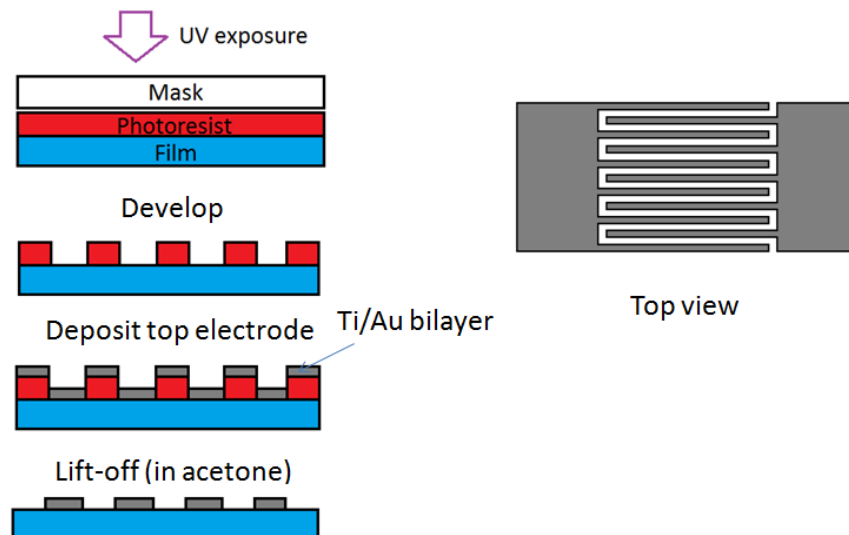 UV exposure
Mask
Photoresist
Film
Develop
Deposit top electrode
Ti/Au bilayer
Lift-off (in acetone)
Top view